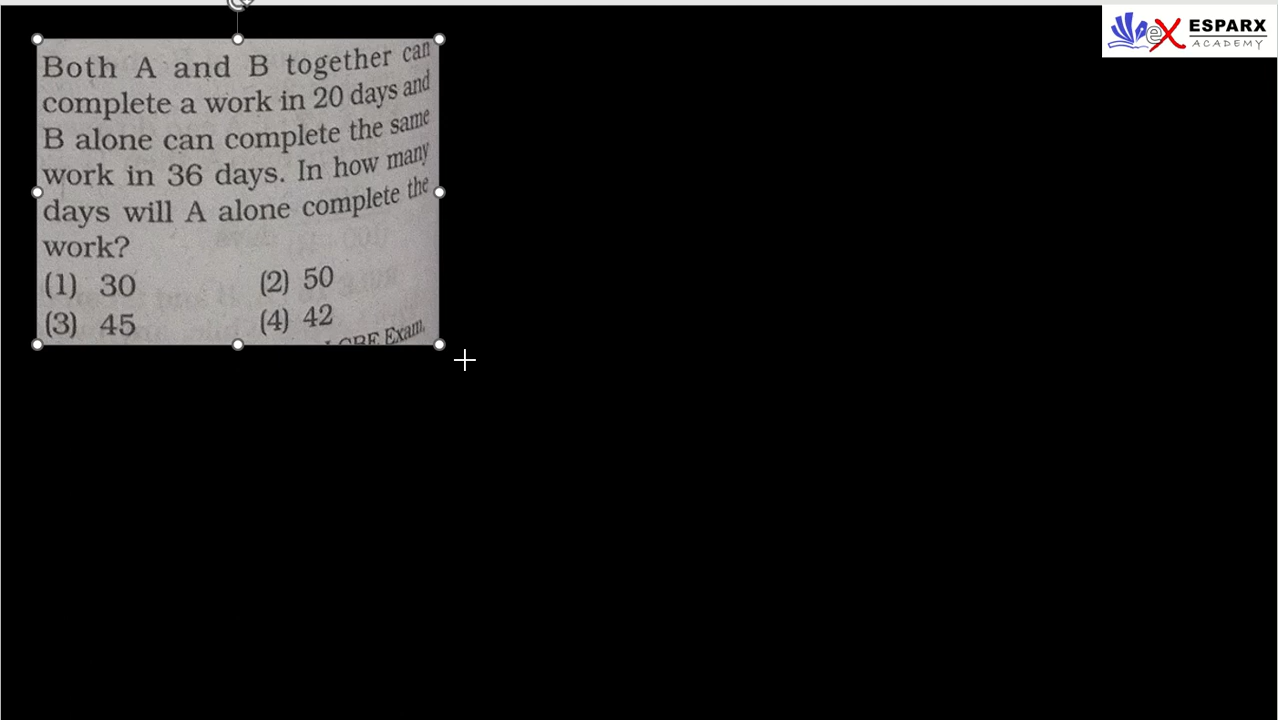 Both A and B together can
complete a work in 20 days and
B alone can complete the same
work in 36 days. In how many
days will A alone complete the
work?
(1) 30 (2) 50
(3) 45 (4) 42
Exam,
eX ESPARX
ACADEMY